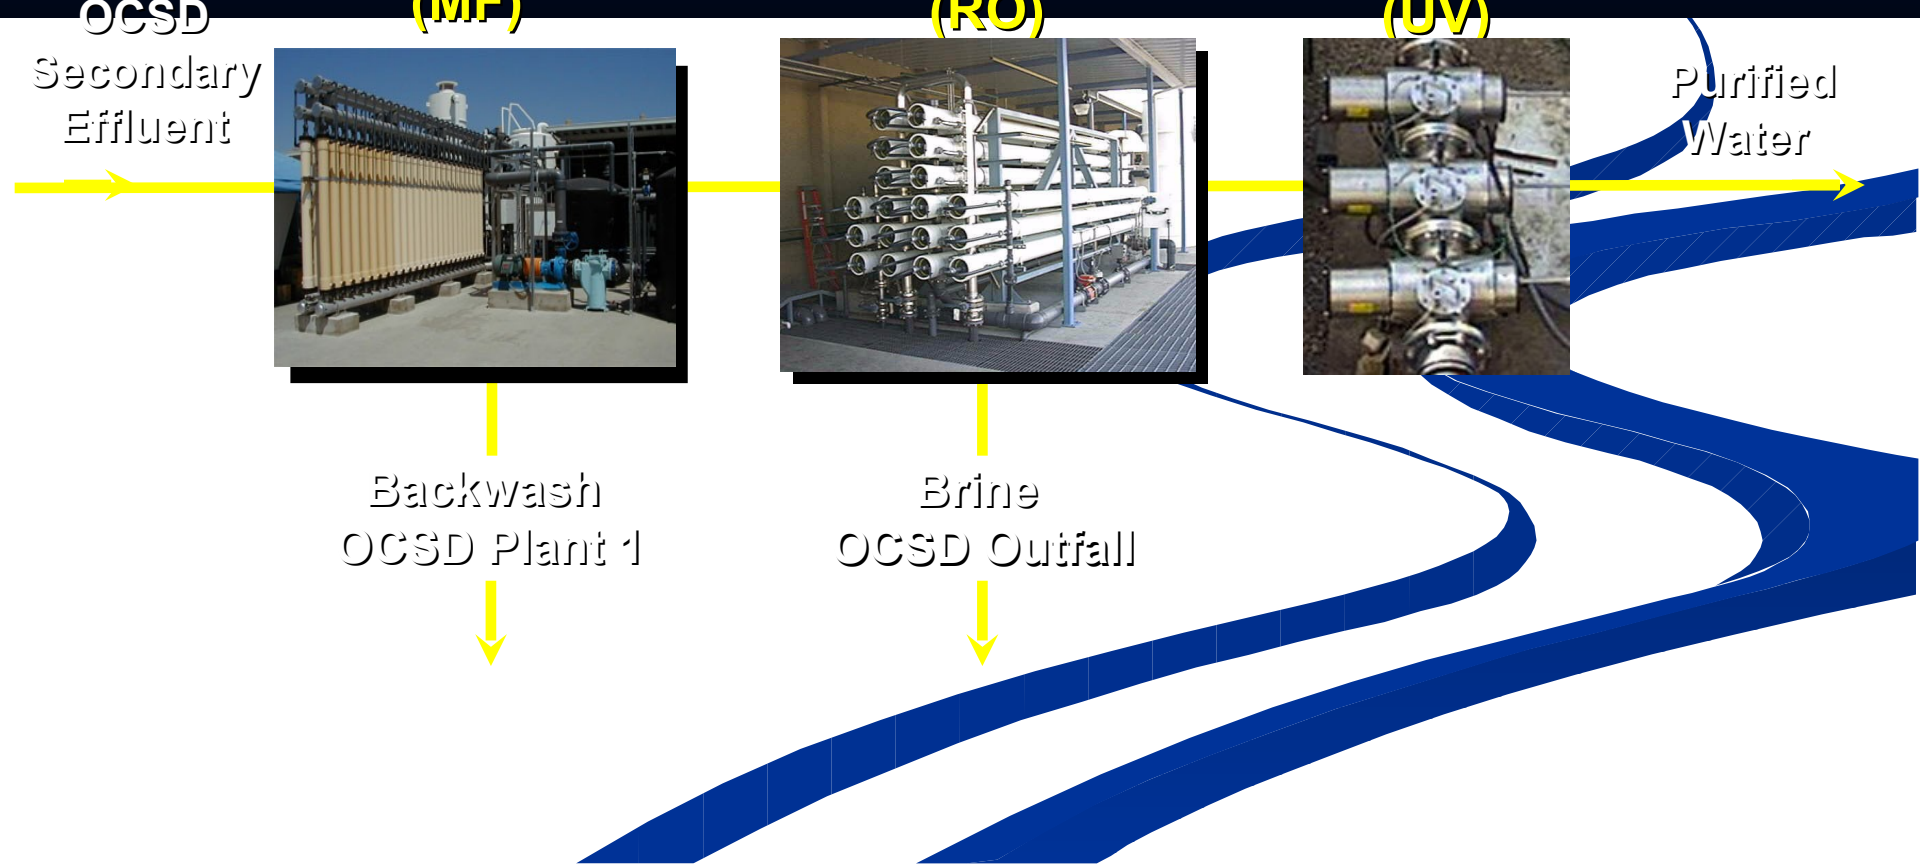 OCSD
Secondary
Effluent
(MF)
(RO)
(UV)
Purified
Water
Backwash
OCSD Plant 1
Brine
OCSD Outfall